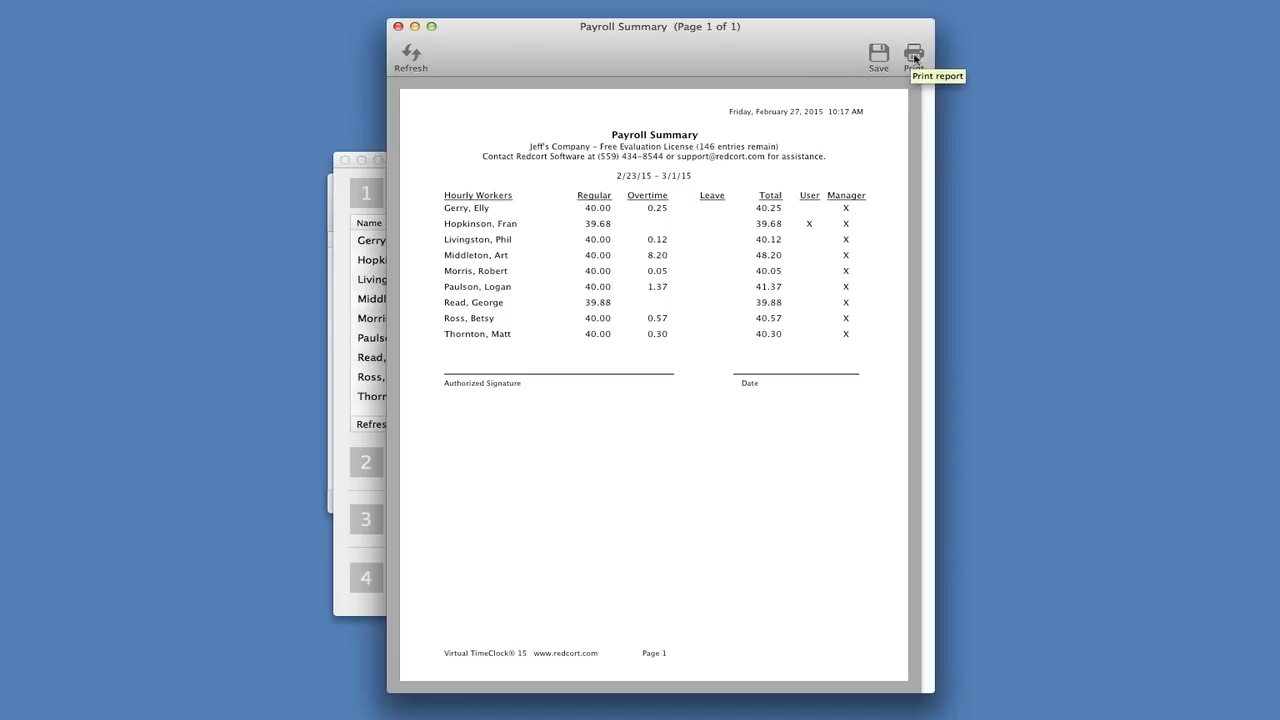 Payroll Summary (Page 1 of 1)
Refresh
Save
Print
Print report
Friday, February 27, 2015 10:17 AM
Payroll Summary
Jeff's Company - Free Evaluation License (146 entries remain)
Contact Redcort Software at (559) 434-8544 or support@redcort.com for assistance.
2/23/15 - 3/1/15
Hourly Workers Regular Overtime Leave Total User Manager
Gerry, Elly 40.00 0.25 40.25 X
Hopkinson, Fran 39.68 39.68 X X
Livingston, Phil 40.00 0.12 40.12 X
Middleton, Art 40.00 8.20 48.20 X
Morris, Robert 40.00 0.05 40.05 X
Paulson, Logan 40.00 1.37 41.37 X
Read, George 39.88 39.88 X
Ross, Betsy 40.00 0.57 40.57 X
Thornton, Matt 40.00 0.30 40.30 X
Authorized Signature Date
Virtual TimeClock® 15 www.redcort.com Page 1
1
Name
Gerry
Hopki
Living
Middl
Morri
Pauls
Read,
Ross,
Thorr
Refres
2
3
4